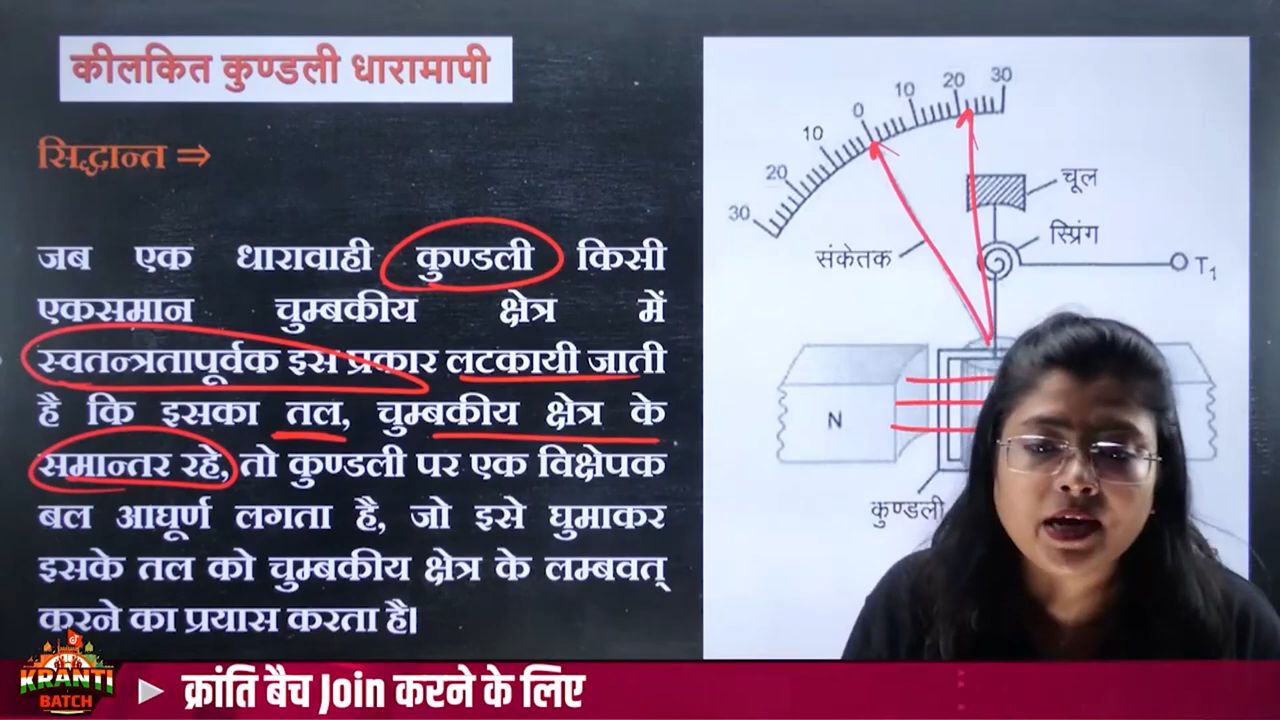 कीलकित कुण्डली धारामापी
सिद्धान्त ⇒
जब एक धारावाही कुण्डली किसी
एकसमान चुम्बकीय क्षेत्र में
स्वतन्त्रतापूर्वक इस प्रकार लटकायी जाती
है कि इसका तल, चुम्बकीय क्षेत्र के
समान्तर रहे, तो कुण्डली पर एक विक्षेपक
बल आघूर्ण लगता है, जो इसे घुमाकर
इसके तल को चुम्बकीय क्षेत्र के लम्बवत्
करने का प्रयास करता है।
30 20 10 0 10 20 30
चूल
स्प्रिंग
संकेतक
T1
N
कुण्डली
KRANTI
BATCH
क्रांति बैच Join करने के लिए